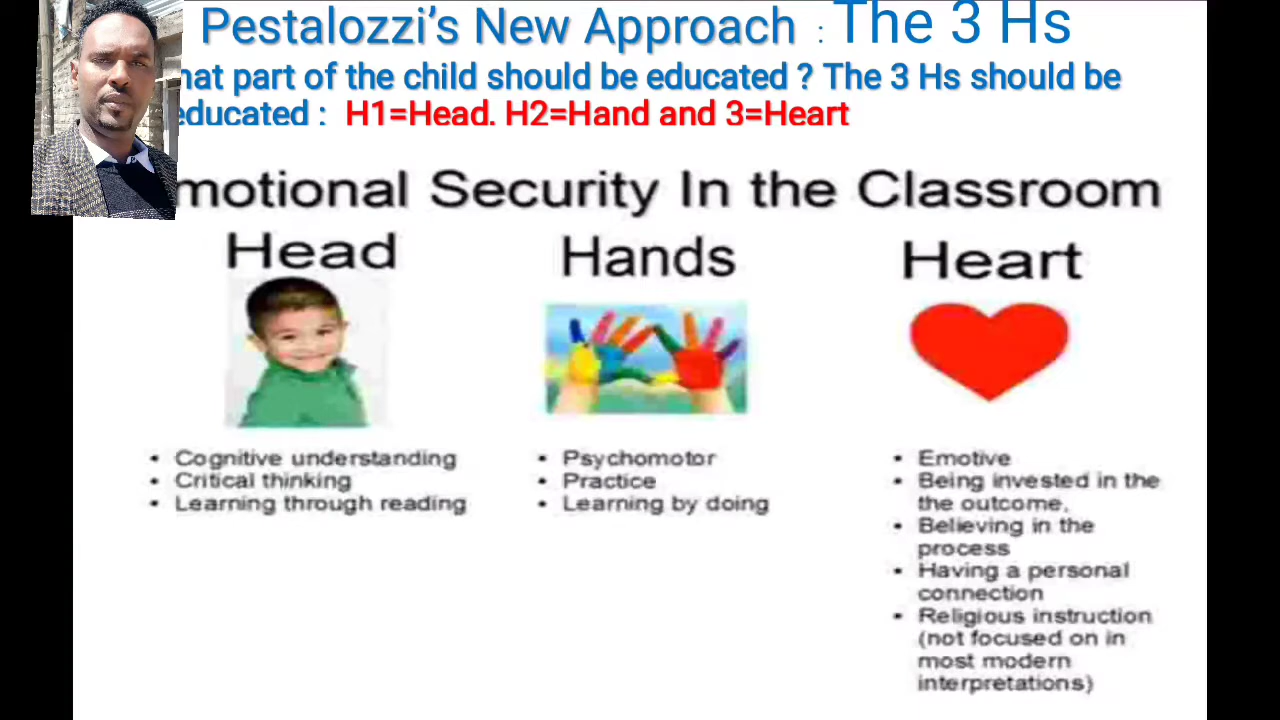 Pestalozzi's New Approach : The 3 Hs
hat part of the child should be educated ? The 3 Hs should be
educated : H1=Head. H2=Hand and 3=Heart
motional Security In the Classroom
Head
Hands
Heart
• Cognitive understanding
• Critical thinking
• Learning through reading
• Psychomotor
• Practice
• Learning by doing
• Emotive
• Being invested in the
the outcome.
• Believing in the
process
• Having a personal
connection
• Religious instruction
(not focused on in
most modern
interpretations)